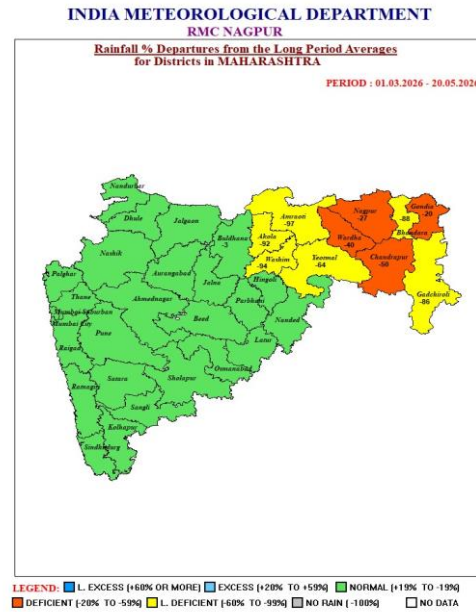 INDIA METEOROLOGICAL DEPARTMENT
RMC NAGPUR
Rainfall % Departures from the Long Period Averages
for Districts in MAHARASHTRA
PERIOD : 01.03.2026 - 20.05.2026
Nandurbar
Dhule
Jalgaon
Buldhana
-3
Akola
-92
Amravati
-97
Washim
-94
Yeotmal
-64
Wardha
-40
Nagpur
-27
Bhandara
-88
Gondia
-20
Chandrapur
-50
Gadchiroli
-86
Nashik
Aurangabad
Jalna
Hingoli
Parbhani
Nanded
Palghar
Thane
Mumbai Suburban
Mumbai City
Raigad
Ahmednagar
Pune
Beed
Latur
Osmanabad
Satara
Sholapur
Sangli
Kolhapur
Sindhudurg
LEGEND: L. EXCESS (+60% OR MORE) EXCESS (+20% TO +59%) NORMAL (+19% TO -19%)
DEFICIENT (-20% TO -59%) L. DEFICIENT (-60% TO -99%) NO RAIN (-100%) NO DATA